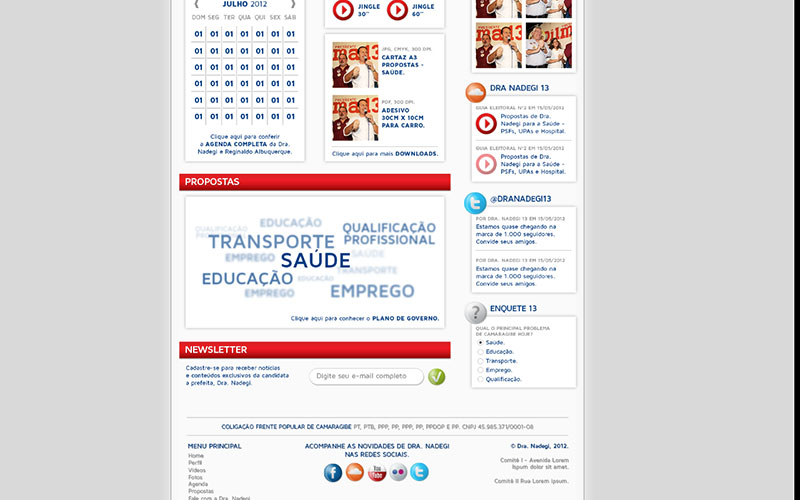 JULHO 2012
DOM SEG TER QUA QUI SEX SÁB
01 01 01 01 01 01 01
01 01 01 01 01 01 01
01 01 01 01 01 01 01
01 01 01 01 01 01 01
01 01 01 01 01 01 01
01 01 01 01 01 01 01
Clique aqui para conferir
a AGENDA COMPLETA da Dra.
Nadegi e Reginaldo Albuquerque.
JINGLE
30''
JINGLE
60''
JPG, CMYK, 300 DPI.
CARTAZ A3
PROPOSTAS -
SAÚDE.
PDF, 300 DPI.
ADESIVO
30CM X 10CM
PARA CARRO.
Clique aqui para mais DOWNLOADS.
PROPOSTAS
EDUCAÇÃO
QUALIFICAÇÃO
PROFISSIONAL
QUALIFICAÇÃO
TRANSPORTE
SAÚDE
EMPREGO
SAÚDE
TRANSPORTE
EDUCAÇÃO
EDUCAÇÃO
EMPREGO
EMPREGO
Clique aqui para conhecer o PLANO DE GOVERNO.
NEWSLETTER
Cadastre-se para receber notícias
e conteúdos exclusivos da candidata
a prefeita, Dra. Nadegi.
Digite seu e-mail completo
DRA NADEGI 13
GUIA ELEITORAL Nº2 EM 15/05/2012
Propostas de Dra.
Nadegi para a Saúde -
PSFs, UPAs e Hospital.
GUIA ELEITORAL Nº2 EM 15/05/2012
Propostas de Dra.
Nadegi para a Saúde -
PSFs, UPAs e Hospital.
@DRANADEGI13
POR DRA. NADEGI 13 EM 15/05/2012
Estamos quase chegando na
marca de 1.000 seguidores.
Convide seus amigos.
POR DRA. NADEGI 13 EM 15/05/2012
Estamos quase chegando na
marca de 1.000 seguidores.
Convide seus amigos.
ENQUETE 13
QUAL O PRINCIPAL PROBLEMA
DE CAMARAGIBE HOJE?
Saúde.
Educação.
Transporte.
Emprego.
Qualificação.
COLIGAÇÃO FRENTE POPULAR DE CAMARAGIBE PT, PTB, PPP, PP, PPP, PP, PPDOP E PP. CNPJ 45.985.371/0001-08
MENU PRINCIPAL
Home
Perfil
Vídeos
Fotos
Agenda
Propostas
Fale com a Dra. Nadegi
ACOMPANHE AS NOVIDADES DE DRA. NADEGI
NAS REDES SOCIAIS.
© Dra. Nadegi, 2012.
Comitê I - Avenida Lorem
Ipsum dolor sit amet.
Comitê II Rua Lorem ipsum.